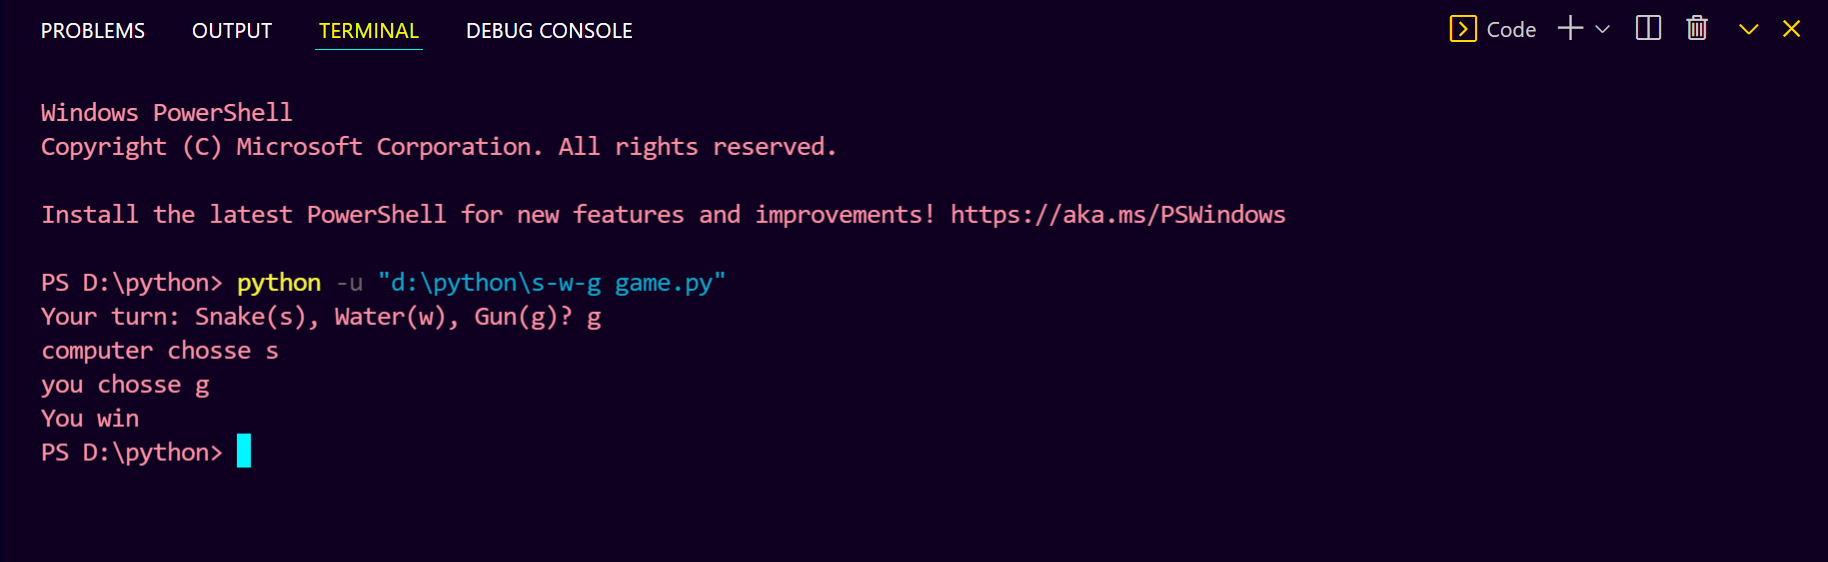 PROBLEMS OUTPUT TERMINAL DEBUG CONSOLE Code
Windows PowerShell
Copyright (C) Microsoft Corporation. All rights reserved.
Install the latest PowerShell for new features and improvements! https://aka.ms/PSWindows
PS D:\python> python -u "d:\python\s-w-g game.py"
Your turn: Snake(s), Water(w), Gun(g)? g
computer chosse s
you chosse g
You win
PS D:\python>